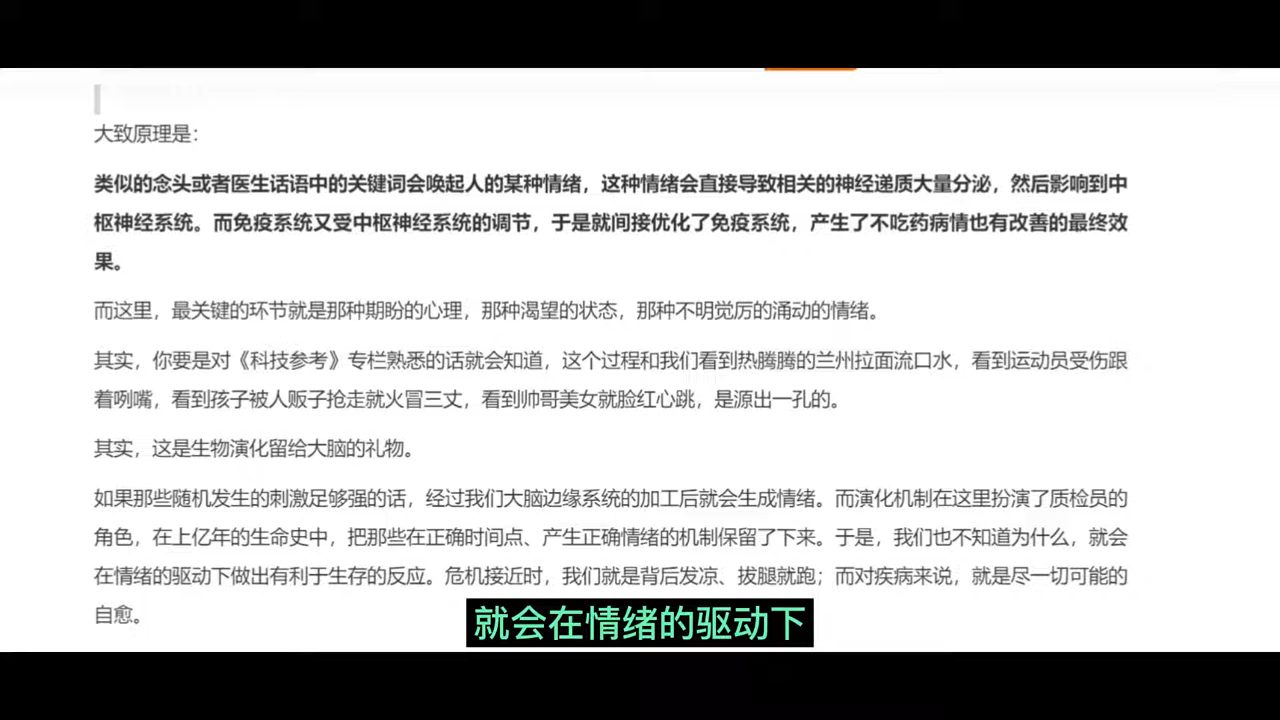 大致原理是：
类似的念头或者医生话语中的关键词会唤起人的某种情绪，这种情绪会直接导致相关的神经递质大量分泌，然后影响到中
枢神经系统。而免疫系统又受中枢神经系统的调节，于是就间接优化了免疫系统，产生了不吃药病情也有改善的最终效
果。
而这里，最关键的环节就是那种期盼的心理，那种渴望的状态，那种不明觉厉的涌动的情绪。
其实，你要是对《科技参考》专栏熟悉的话就会知道，这个过程和我们看到热腾腾的兰州拉面流口水，看到运动员受伤跟
着咧嘴，看到孩子被人贩子抢走就火冒三丈，看到帅哥美女就脸红心跳，是源出一孔的。
其实，这是生物演化留给大脑的礼物。
如果那些随机发生的刺激足够强的话，经过我们大脑边缘系统的加工后就会生成情绪。而演化机制在这里扮演了质检员的
角色，在上亿年的生命史中，把那些在正确时间点、产生正确情绪的机制保留了下来。于是，我们也不知道为什么，就会
在情绪的驱动下做出有利于生存的反应。危机接近时，我们就是背后发凉、拔腿就跑；而对疾病来说，就是尽一切可能的
自愈。
就会在情绪的驱动下